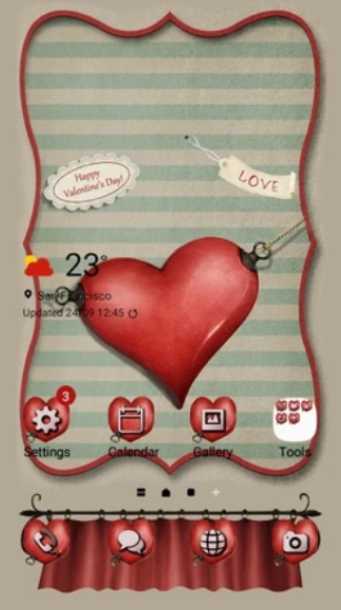 Happy
Valentine's Day!
LOVE
23°
San Francisco
Updated 24/09 12:45
3
Settings Calendar Gallery Tools